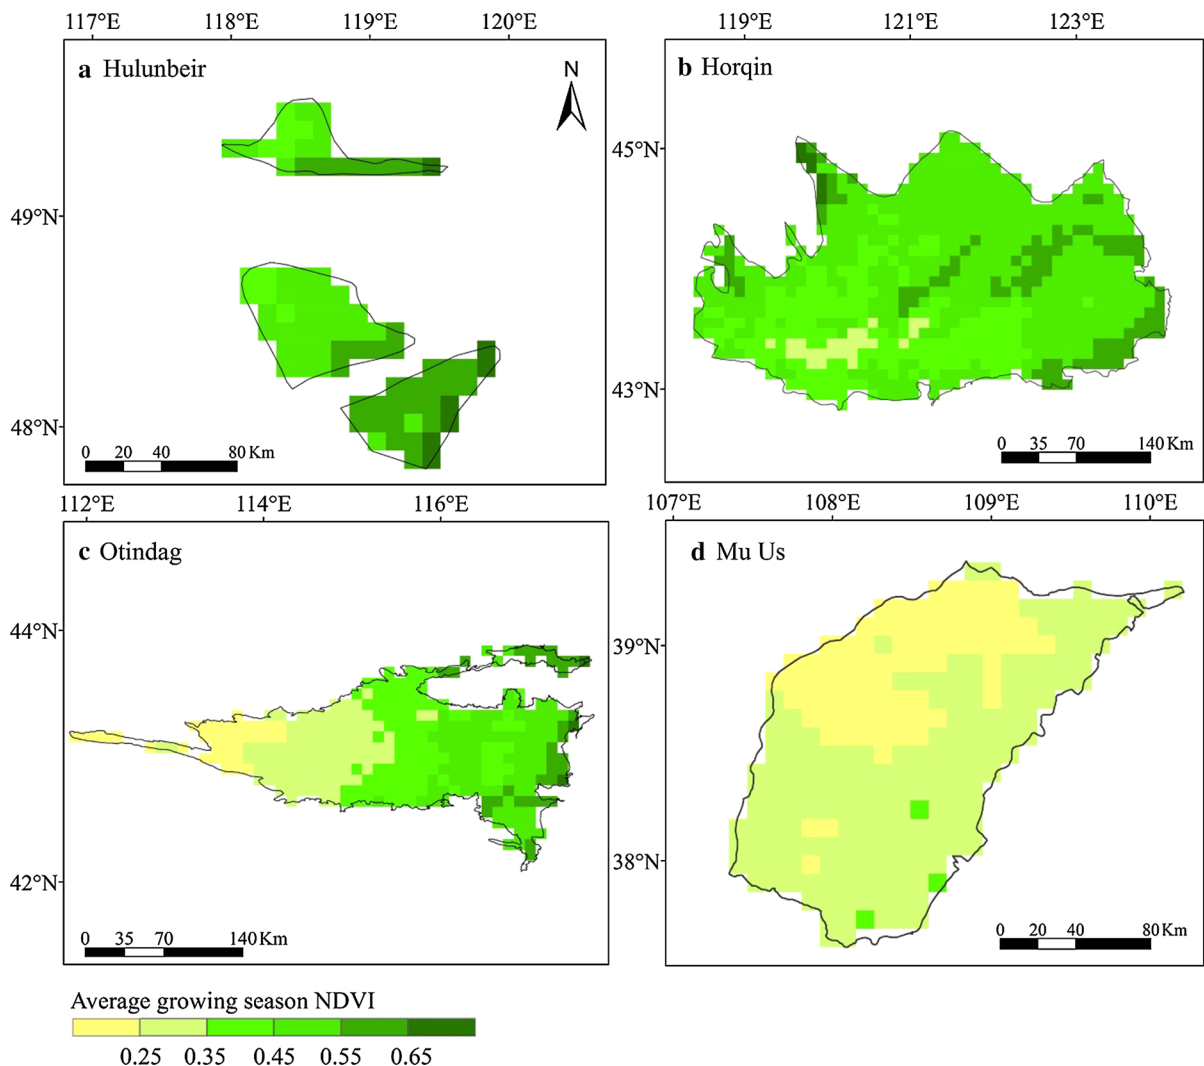 117°E 118°E 119°E 120°E
119°E 121°E 123°E
a Hulunbeir
N
49°N
48°N
0 20 40 80 Km
b Horqin
45°N
43°N
0 35 70 140 Km
112°E 114°E 116°E
107°E 108°E 109°E 110°E
c Otindag
44°N
42°N
0 35 70 140 Km
d Mu Us
39°N
38°N
0 20 40 80 Km
Average growing season NDVI
0.25 0.35 0.45 0.55 0.65